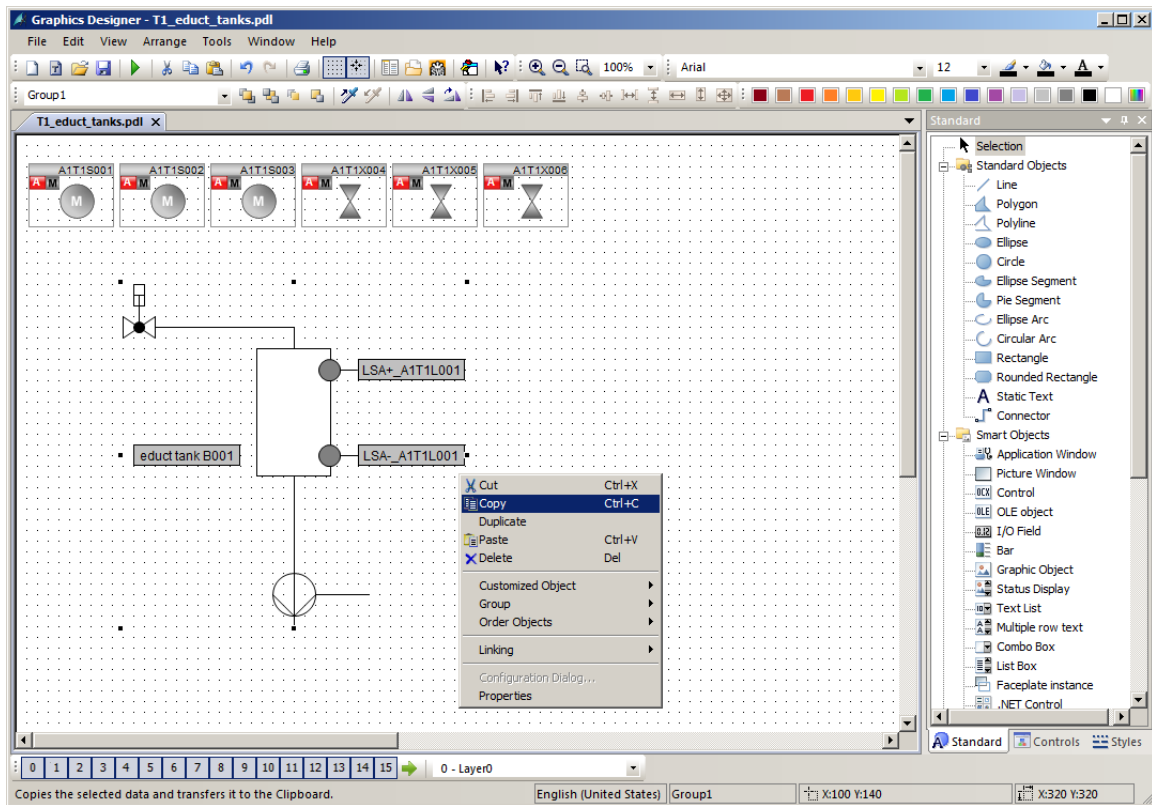 Graphics Designer - T1_educt_tanks.pdl
File Edit View Arrange Tools Window Help
100% Arial 12
Group1
T1_educt_tanks.pdl
Standard
A1T1S001 A1T1S002 A1T1S003 A1T1X004 A1T1X005 A1T1X006
A M A M A M A M A M A M
M M M
LSA+_A1T1L001
educt tank B001
LSA-_A1T1L001
Cut Ctrl+X
Copy Ctrl+C
Duplicate
Paste Ctrl+V
Delete Del
Customized Object
Group
Order Objects
Linking
Configuration Dialog...
Properties
Selection
Standard Objects
Line
Polygon
Polyline
Ellipse
Circle
Ellipse Segment
Pie Segment
Ellipse Arc
Circular Arc
Rectangle
Rounded Rectangle
A Static Text
Connector
Smart Objects
Application Window
Picture Window
OCX Control
OLE OLE object
0.12 I/O Field
Bar
Graphic Object
Status Display
Text List
Multiple row text
Combo Box
List Box
Faceplate instance
.NET Control
Standard Controls Styles
0 1 2 3 4 5 6 7 8 9 10 11 12 13 14 15 0 - Layer0
Copies the selected data and transfers it to the Clipboard. English (United States) Group1 X:100 Y:140 X:320 Y:320